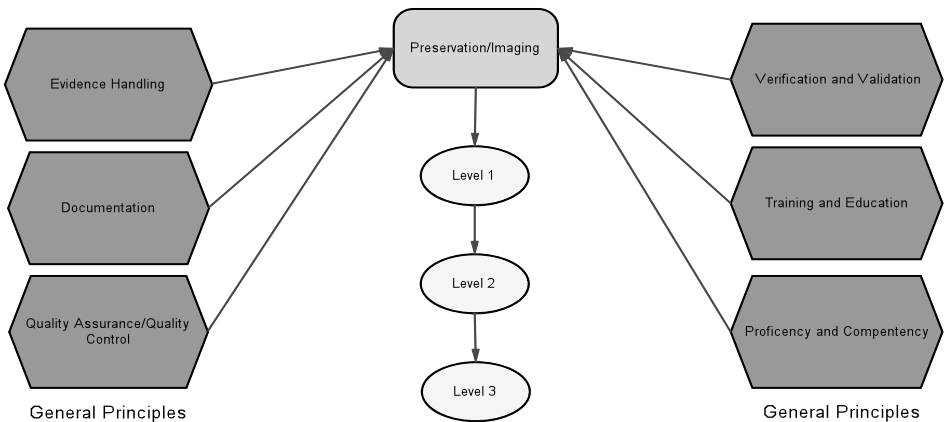 Preservation/Imaging
Evidence Handling
Verification and Validation
Level 1
Documentation
Training and Education
Level 2
Quality Assurance/Quality
Control
Proficency and Compentency
Level 3
General Principles
General Principles